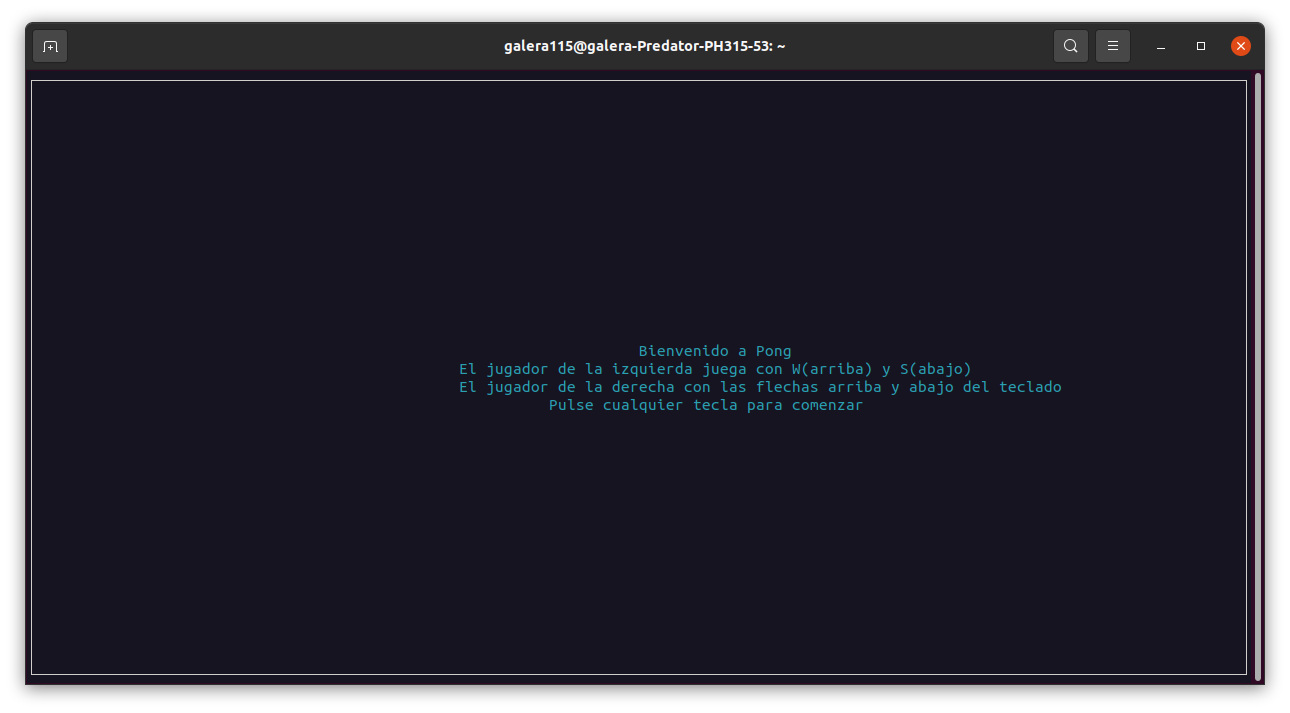 galera115@galera-Predator-PH315-53: ~
Bienvenido a Pong
El jugador de la izquierda juega con W(arriba) y S(abajo)
El jugador de la derecha con las flechas arriba y abajo del teclado
Pulse cualquier tecla para comenzar